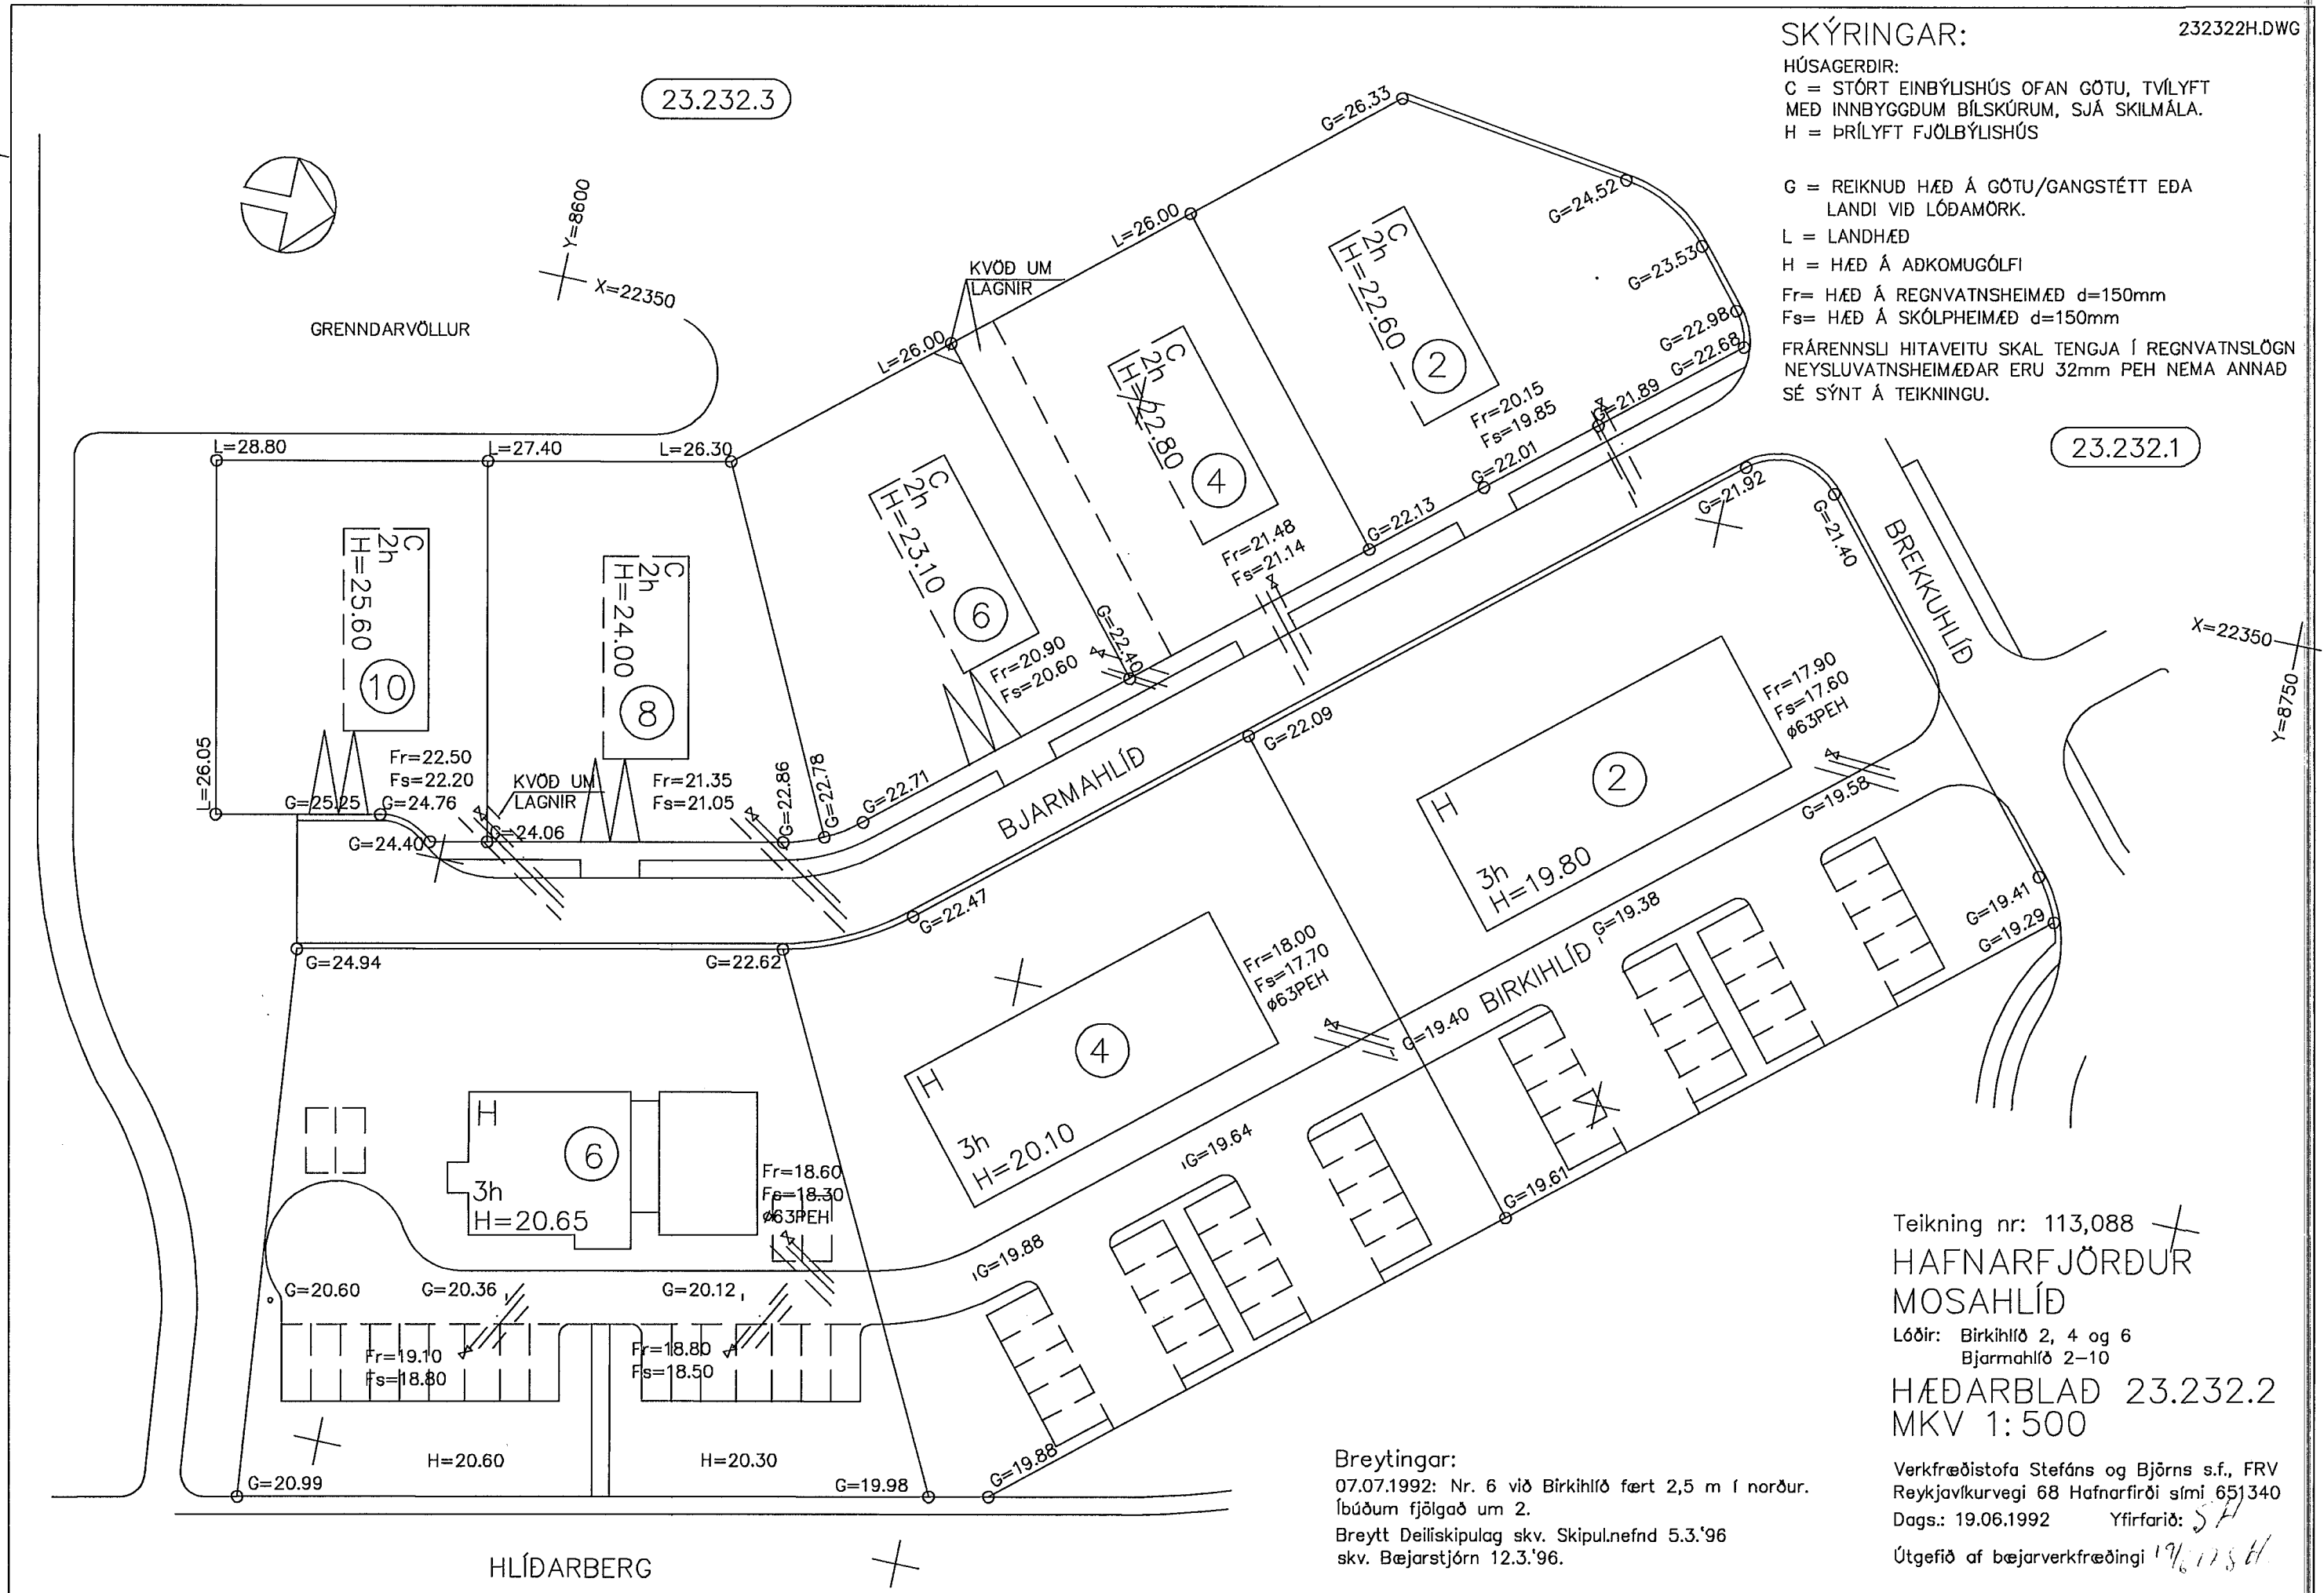 232322H.DWG
SKÝRINGAR:
HÚSAGERÐIR:
C = STÓRT EINBÝLISHÚS OFAN GÖTU, TVÍLYFT
MEÐ INNBYGGÐUM BÍLSKÚRUM, SJÁ SKILMÁLA.
H = ÞRÍLYFT FJÖLBÝLISHÚS
G = REIKNUÐ HÆÐ Á GÖTU/GANGSTÉTT EÐA
LANDI VIÐ LÓÐAMÖRK.
L = LANDHÆÐ
H = HÆÐ Á AÐKOMUGÓLFI
Fr= HÆÐ Á REGNVATNSHEIMÆÐ d=150mm
Fs= HÆÐ Á SKÓLPHEIMÆÐ d=150mm
FRÁRENNSLI HITAVEITU SKAL TENGJA Í REGNVATNSLÖGN
NEYSLUVATNSHEIMÆÐAR ERU 32mm PEH NEMA ANNAÐ
SÉ SÝNT Á TEIKNINGU.
23.232.3
23.232.1
Y=8600
X=22350
GRENNDARVÖLLUR
KVÖÐ UM
LAGNIR
G=26.33
L=26.00
L=26.00
G=24.52
G=23.53
G=22.98
G=22.68
G=21.89
G=22.01
G=22.13
C
2h
H=22.60
2
Fr=20.15
Fs=19.85
C
2h
H=22.80
4
Fr=21.48
Fs=21.14
C
2h
H=23.10
6
Fr=20.90
Fs=20.60
G=22.40
L=28.80
L=27.40
L=26.30
C
2h
H=25.60
10
C
2h
H=24.00
8
L=26.05
Fr=22.50
Fs=22.20
KVÖÐ UM
LAGNIR
Fr=21.35
Fs=21.05
G=25.25
G=24.76
G=24.40
G=24.06
G=22.86
G=22.78
G=22.71
BJARMAHLÍÐ
G=21.92
G=21.40
BREKKUHLÍÐ
X=22350
Y=8750
G=22.09
G=22.47
G=24.94
G=22.62
H
2
3h
H=19.80
Fr=17.90
Fs=17.60
ø63PEH
G=19.58
G=19.41
G=19.29
G=19.38
BIRKIHLÍÐ
G=19.40
H
4
3h
H=20.10
Fr=18.00
Fs=17.70
ø63PEH
G=19.64
G=19.61
G=19.88
G=19.88
H
6
3h
H=20.65
Fr=18.60
Fs=18.30
ø63PEH
G=20.60
G=20.36
G=20.12
Fr=19.10
Fs=18.80
Fr=18.80
Fs=18.50
H=20.60
H=20.30
G=20.99
G=19.98
HLÍÐARBERG
Breytingar:
07.07.1992: Nr. 6 við Birkihlíð fært 2,5 m í norður.
Íbúðum fjölgað um 2.
Breytt Deiliskipulag skv. Skipul.nefnd 5.3.'96
skv. Bæjarstjórn 12.3.'96.
Teikning nr: 113,088
HAFNARFJÖRÐUR
MOSAHLÍÐ
Lóðir: Birkihlíð 2, 4 og 6
Bjarmahlíð 2-10
HÆÐARBLAÐ 23.232.2
MKV 1:500
Verkfræðistofa Stefáns og Björns s.f., FRV
Reykjavíkurvegi 68 Hafnarfirði sími 651340
Dags.: 19.06.1992 Yfirfarið:
Útgefið af bæjarverkfræðingi